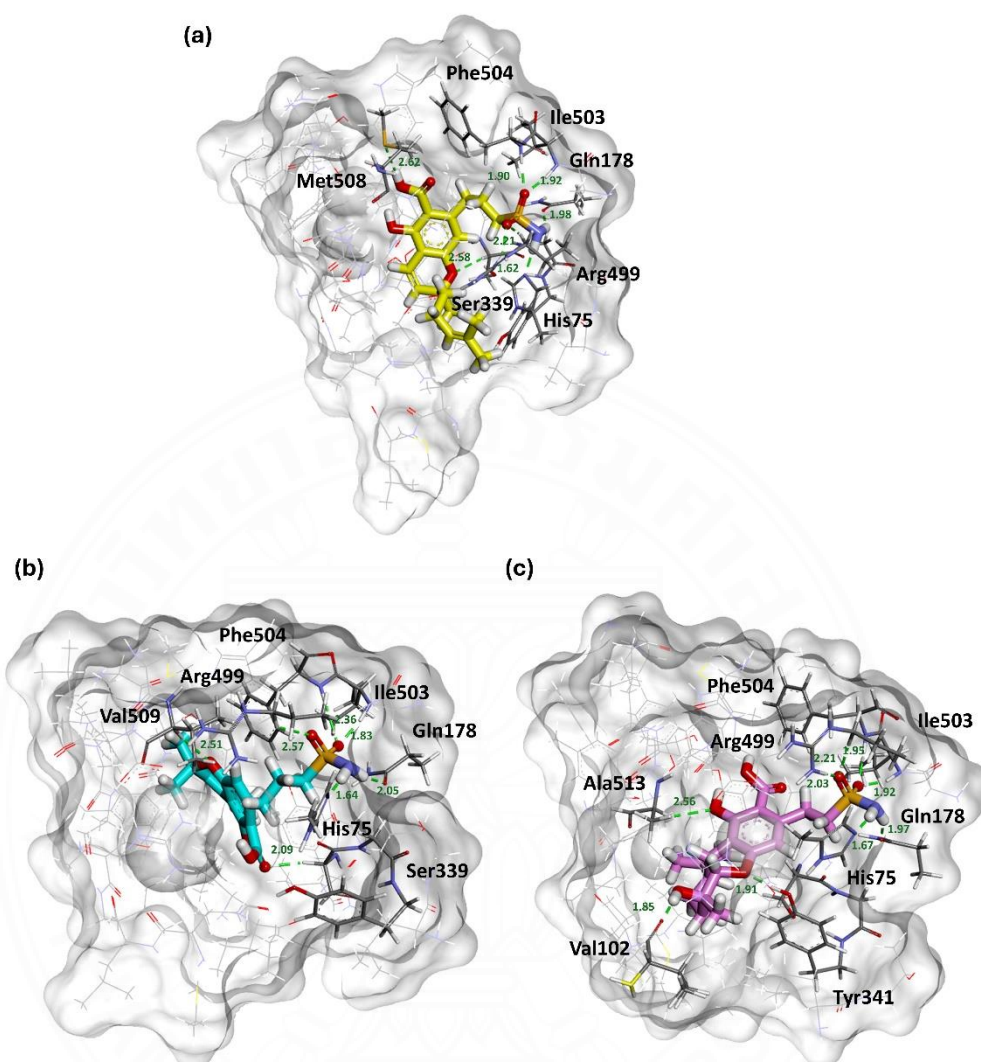 (a)
Phe504
Ile503
Gln178
2.62
Met508
1.90
1.92
1.98
2.21
2.58
1.62
Arg499
Ser339
His75
(b)
Phe504
Arg499
Ile503
Val509
2.36
Gln178
2.51
2.57
1.83
1.64
2.05
His75
2.09
Ser339
(c)
Phe504
Ile503
Arg499
2.21
1.95
Ala513
2.03
1.92
2.56
Gln178
1.97
1.67
His75
1.91
1.85
Val102
Tyr341